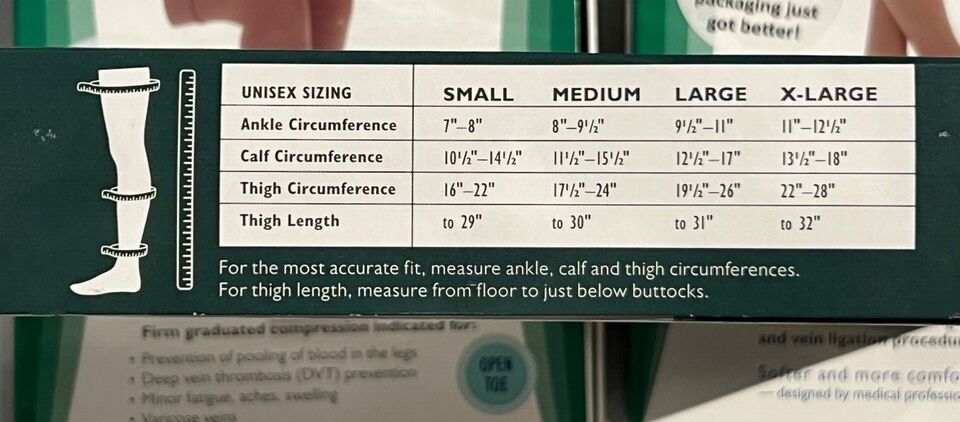 packaging just
got better!
UNISEX SIZING SMALL MEDIUM LARGE X-LARGE
Ankle Circumference 7"–8" 8"–9½" 9½"–11" 11"–12½"
Calf Circumference 10½"–14½" 11½"–15½" 12½"–17" 13½"–18"
Thigh Circumference 16"–22" 17½"–24" 19½"–26" 22"–28"
Thigh Length to 29" to 30" to 31" to 32"
For the most accurate fit, measure ankle, calf and thigh circumferences.
For thigh length, measure from floor to just below buttocks.
Firm graduated compression indicated for:
• Prevention of pooling of blood in the legs
• Deep vein thrombosis (DVT) prevention
• Minor fatigue, aches, swelling
• Varicose veins
OPEN
TOE
and vein ligation
Softer and more
— designed by medical